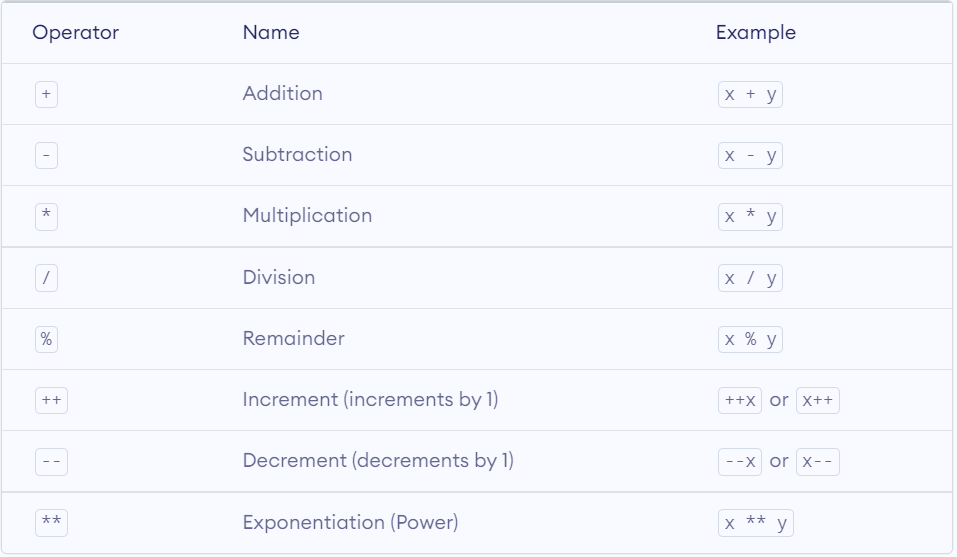 Operator Name Example
+ Addition x + y
- Subtraction x - y
* Multiplication x * y
/ Division x / y
% Remainder x % y
++ Increment (increments by 1) ++x or x++
-- Decrement (decrements by 1) --x or x--
** Exponentiation (Power) x ** y